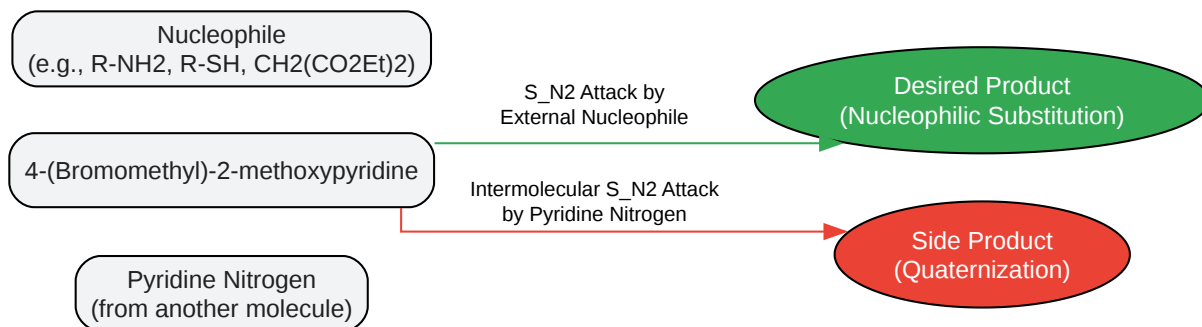 Nucleophile
(e.g., R-NH2, R-SH, CH2(CO2Et)2)
S_N2 Attack by
External Nucleophile
Desired Product
(Nucleophilic Substitution)
4-(Bromomethyl)-2-methoxypyridine
Intermolecular S_N2 Attack
by Pyridine Nitrogen
Side Product
(Quaternization)
Pyridine Nitrogen
(from another molecule)